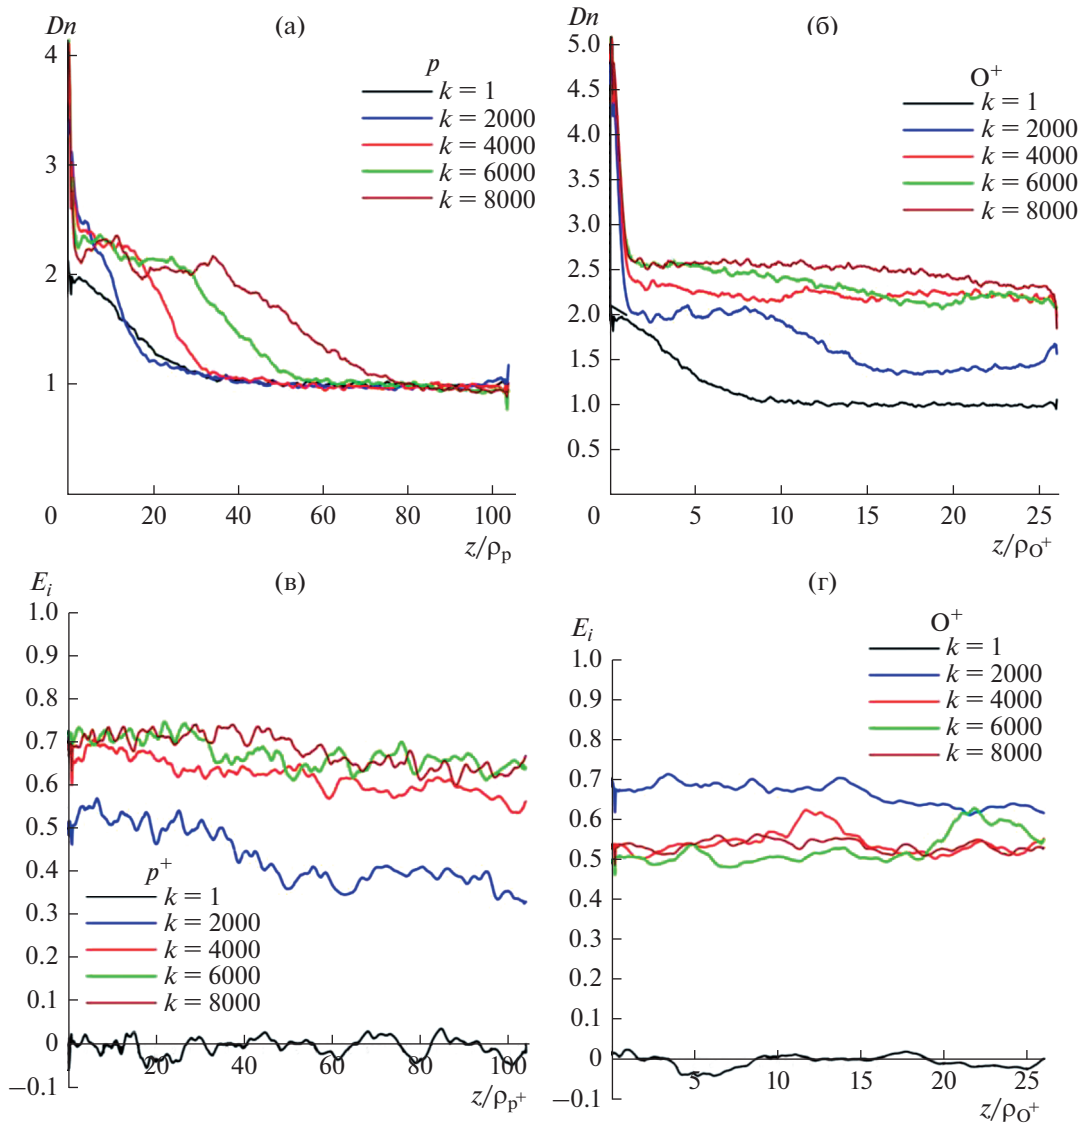 Dn
(а)
4
3
2
1
0
20
40
60
80
100
z/ρp
p
k = 1
k = 2000
k = 4000
k = 6000
k = 8000
Dn
(б)
5.0
4.5
4.0
3.5
3.0
2.5
2.0
1.5
1.0
0.5
0
5
10
15
20
25
z/ρO+
O+
k = 1
k = 2000
k = 4000
k = 6000
k = 8000
Ei
(в)
1.0
0.9
0.8
0.7
0.6
0.5
0.4
0.3
0.2
0.1
0
−0.1
20
40
60
80
100
z/ρp+
p+
k = 1
k = 2000
k = 4000
k = 6000
k = 8000
Ei
(г)
1.0
0.9
0.8
0.7
0.6
0.5
0.4
0.3
0.2
0.1
0
−0.1
5
10
15
20
25
z/ρO+
O+
k = 1
k = 2000
k = 4000
k = 6000
k = 8000